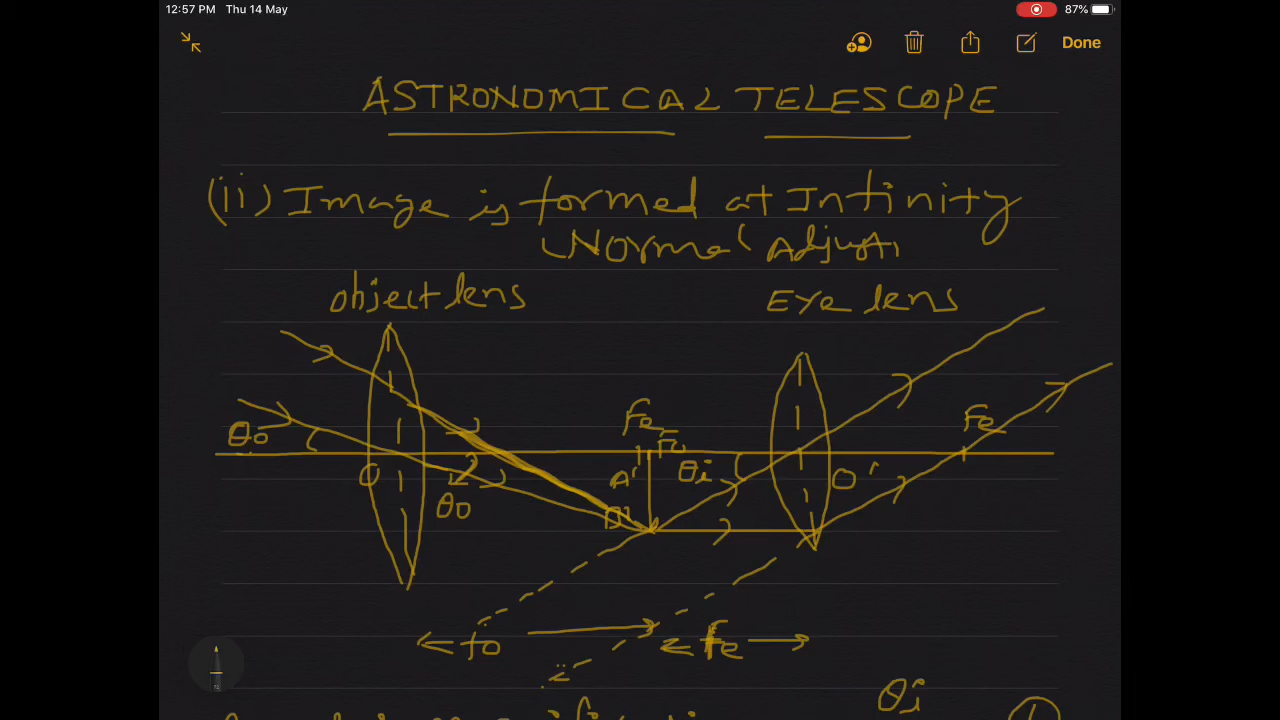 12:57 PM Thu 14 May 87%
Done
ASTRONOMICAL TELESCOPE
(ii) Image is formed at Infinity
(Normal Adjust
object lens Eye lens
Fe Fo Fe
θo O A' θi O'
θo B'
fo fe
θi